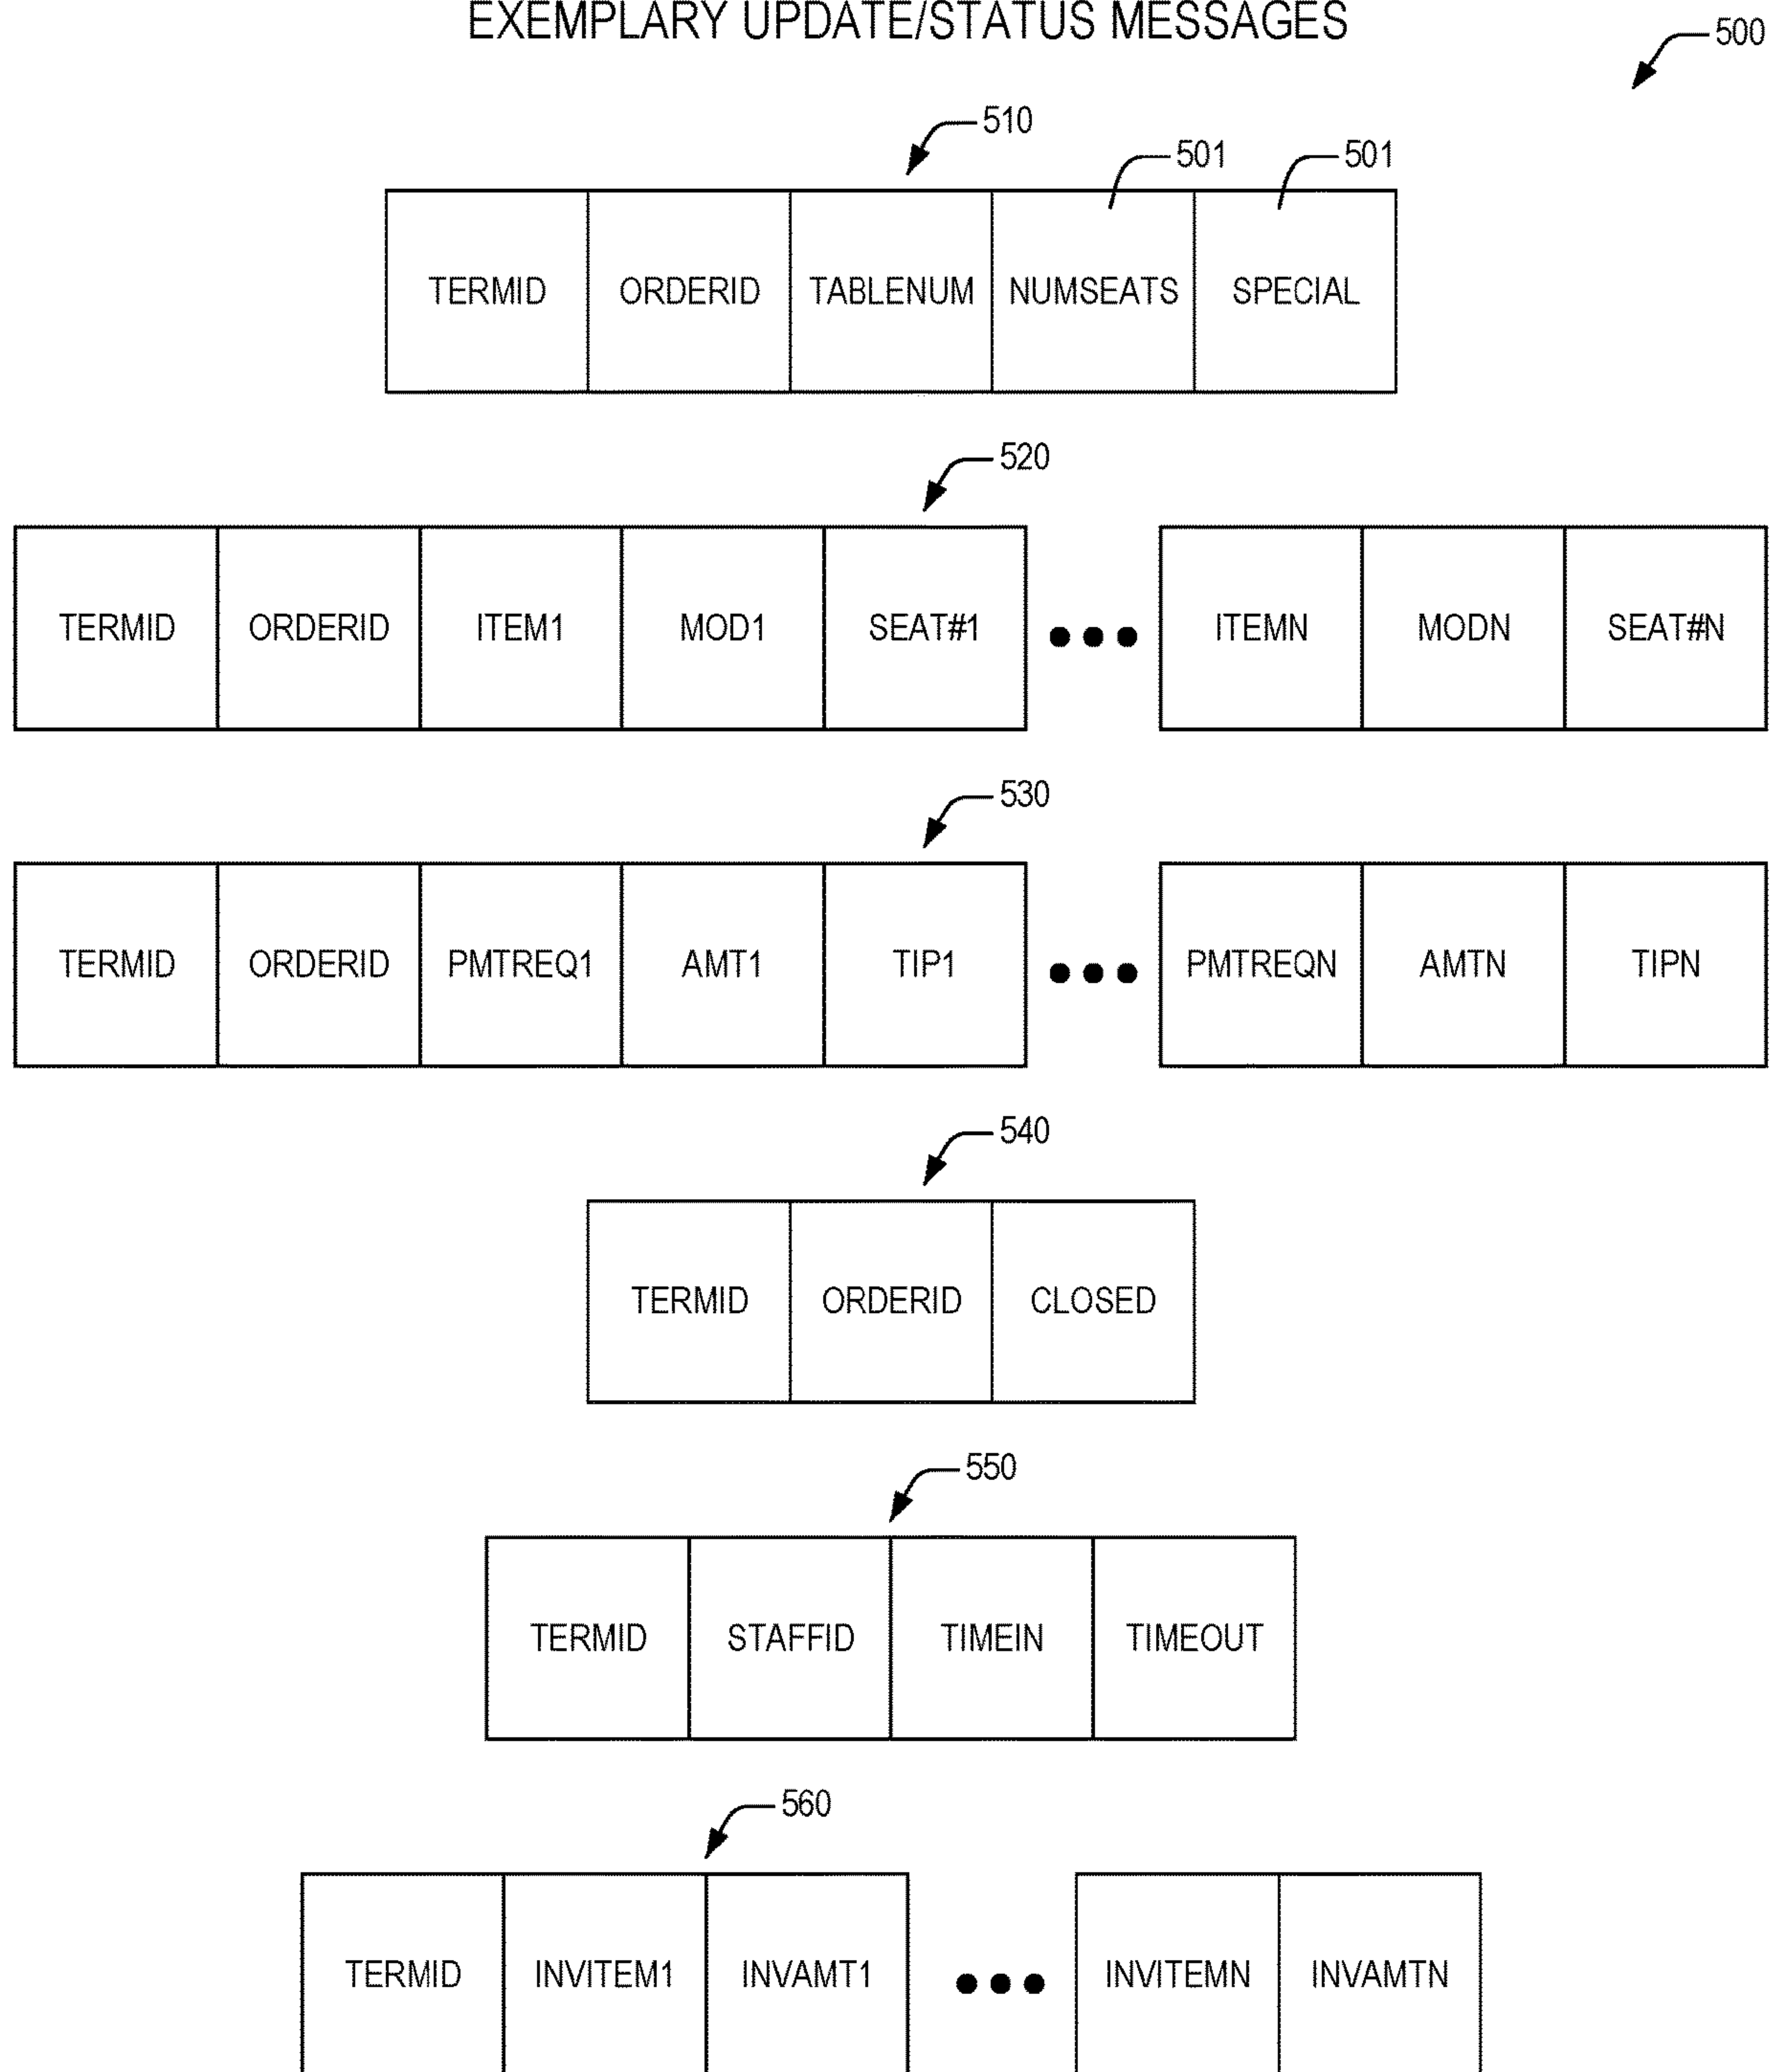 EXEMPLARY UPDATE/STATUS MESSAGES
500
510
501 501
TERMID ORDERID TABLENUM NUMSEATS SPECIAL
520
TERMID ORDERID ITEM1 MOD1 SEAT#1 ●●● ITEMN MODN SEAT#N
530
TERMID ORDERID PMTREQ1 AMT1 TIP1 ●●● PMTREQN AMTN TIPN
540
TERMID ORDERID CLOSED
550
TERMID STAFFID TIMEIN TIMEOUT
560
TERMID INVITEM1 INVAMT1 ●●● INVITEMN INVAMTN